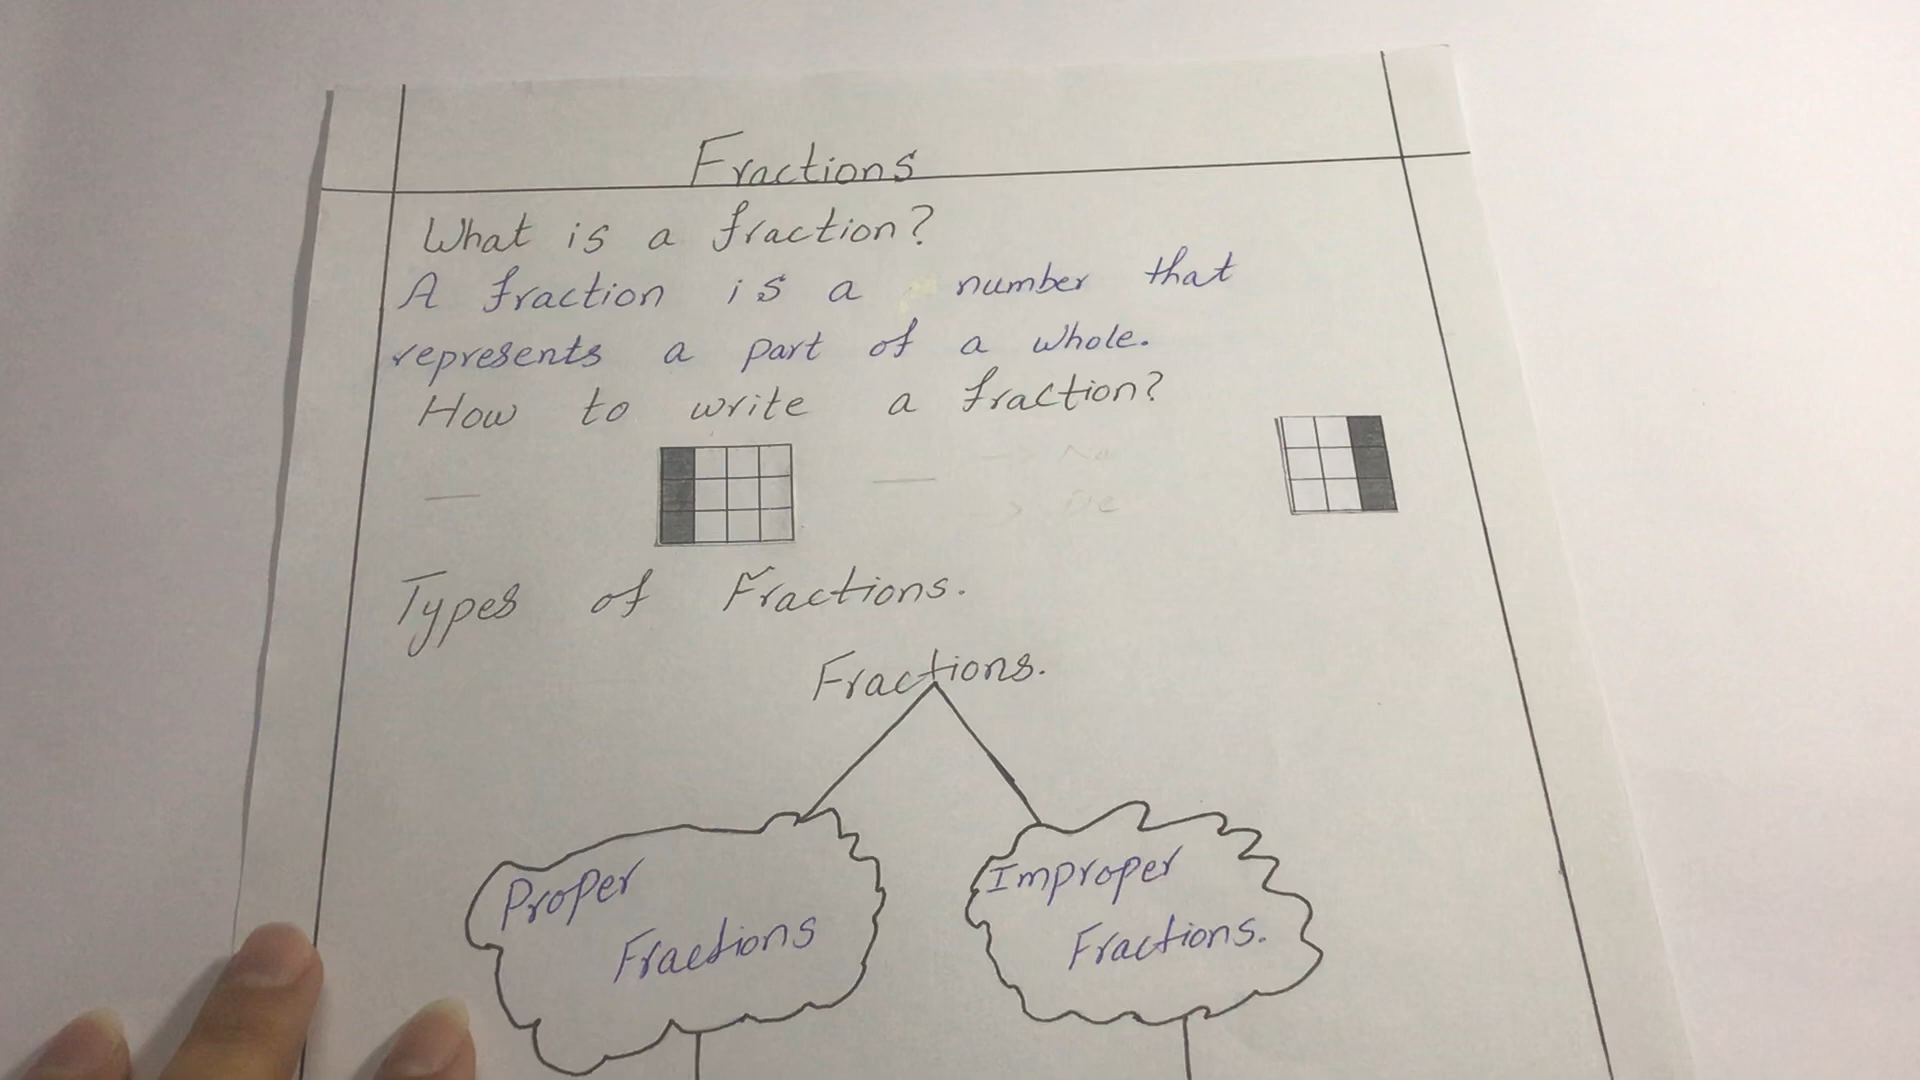 Fractions
What is a fraction?
A fraction is a number that
represents a part of a whole.
How to write a fraction?
Types of Fractions.
Fractions.
Proper
Fractions
Improper
Fractions.